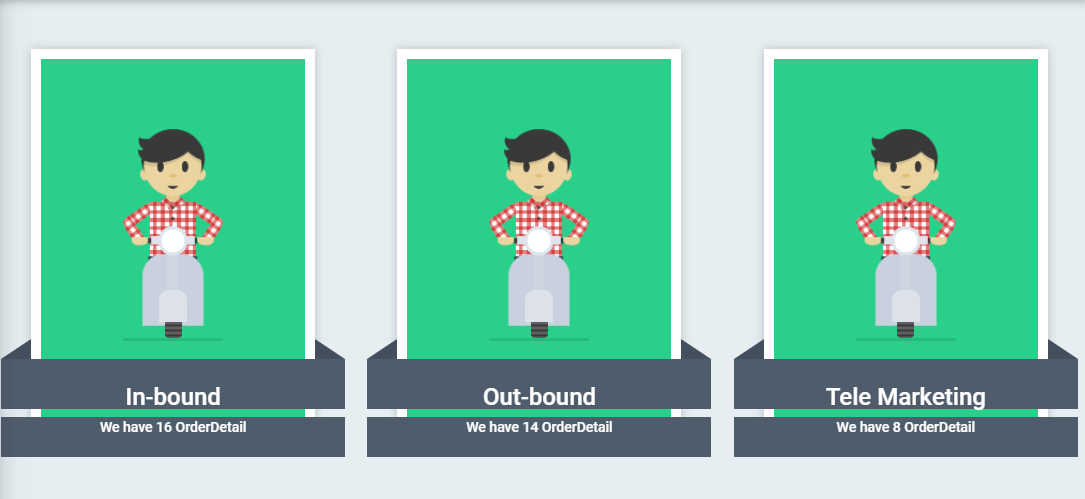 In-bound
We have 16 OrderDetail
Out-bound
We have 14 OrderDetail
Tele Marketing
We have 8 OrderDetail